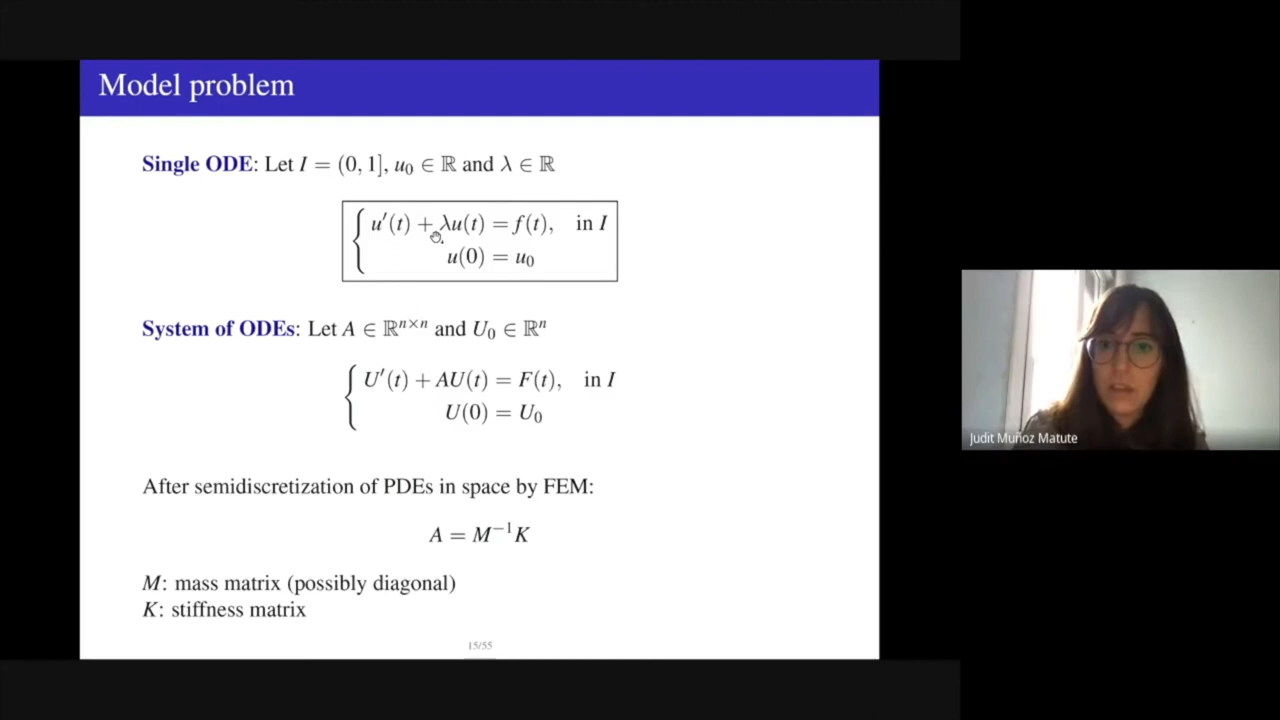 Model problem
Single ODE: Let I = (0, 1], u₀ ∈ ℝ and λ ∈ ℝ
u′(t) + λu(t) = f(t), in I
u(0) = u₀
System of ODEs: Let A ∈ ℝⁿˣⁿ and U₀ ∈ ℝⁿ
U′(t) + AU(t) = F(t), in I
U(0) = U₀
After semidiscretization of PDEs in space by FEM:
A = M⁻¹K
M: mass matrix (possibly diagonal)
K: stiffness matrix
15/55
Judit Muñoz Matute